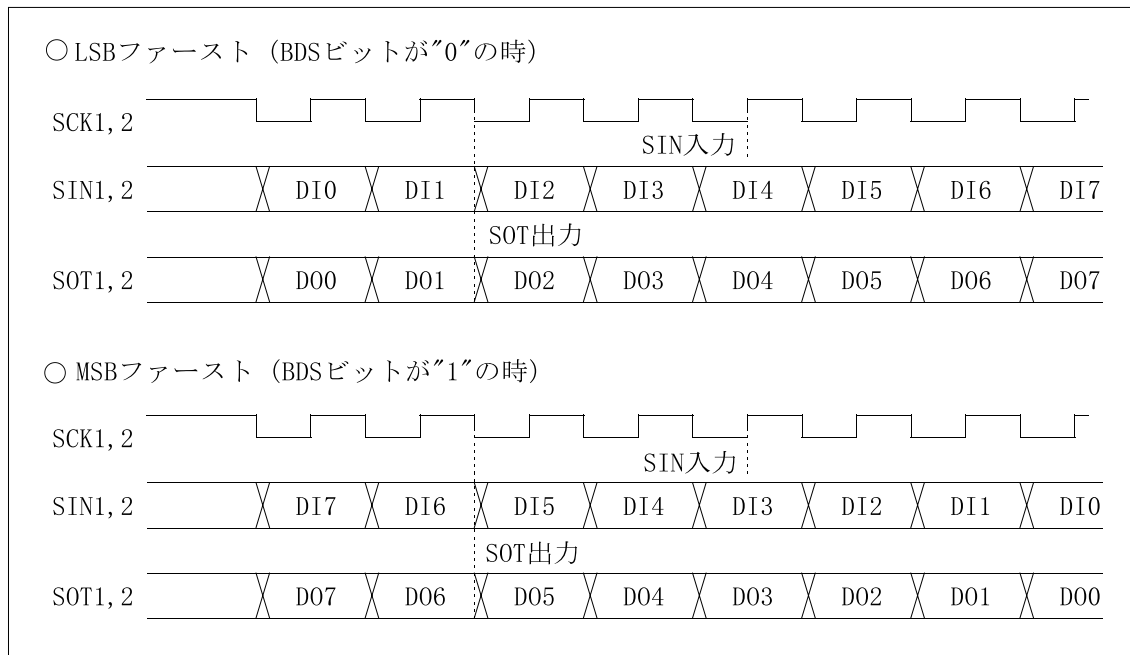 ○LSBファースト (BDSビットが"0"の時)
SCK1,2
SIN入力
SIN1,2 DI0 DI1 DI2 DI3 DI4 DI5 DI6 DI7
SOT出力
SOT1,2 DO0 DO1 DO2 DO3 DO4 DO5 DO6 DO7
○ MSBファースト (BDSビットが"1"の時)
SCK1,2
SIN入力
SIN1,2 DI7 DI6 DI5 DI4 DI3 DI2 DI1 DI0
SOT出力
SOT1,2 DO7 DO6 DO5 DO4 DO3 DO2 DO1 DO0